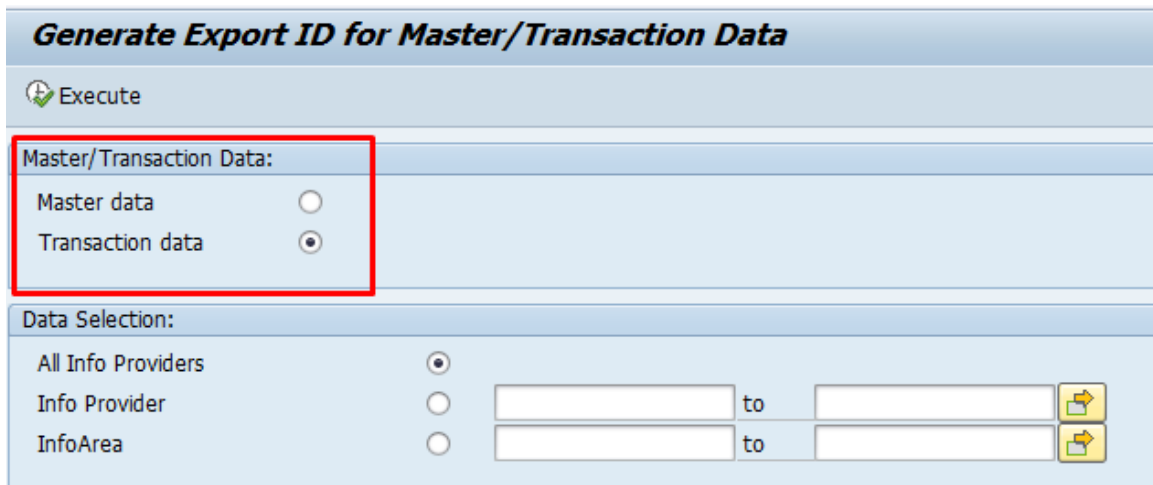 Generate Export ID for Master/Transaction Data
Execute
Master/Transaction Data:
Master data
Transaction data
Data Selection:
All Info Providers
Info Provider to
InfoArea to